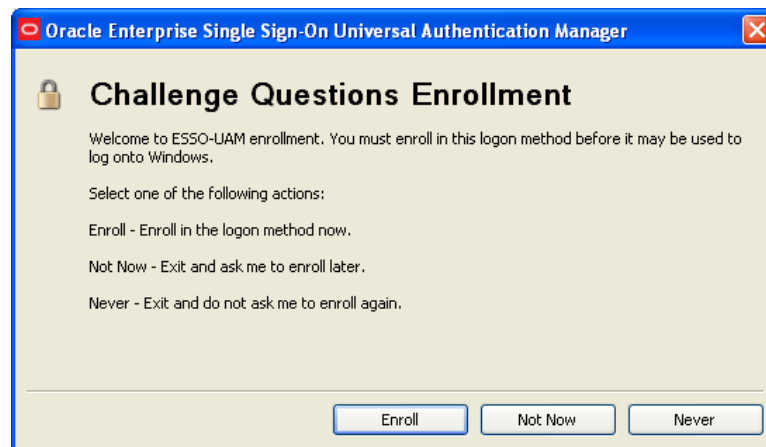 Oracle Enterprise Single Sign-On Universal Authentication Manager
Challenge Questions Enrollment
Welcome to ESSO-UAM enrollment. You must enroll in this logon method before it may be used to
log onto Windows.
Select one of the following actions:
Enroll - Enroll in the logon method now.
Not Now - Exit and ask me to enroll later.
Never - Exit and do not ask me to enroll again.
Enroll Not Now Never